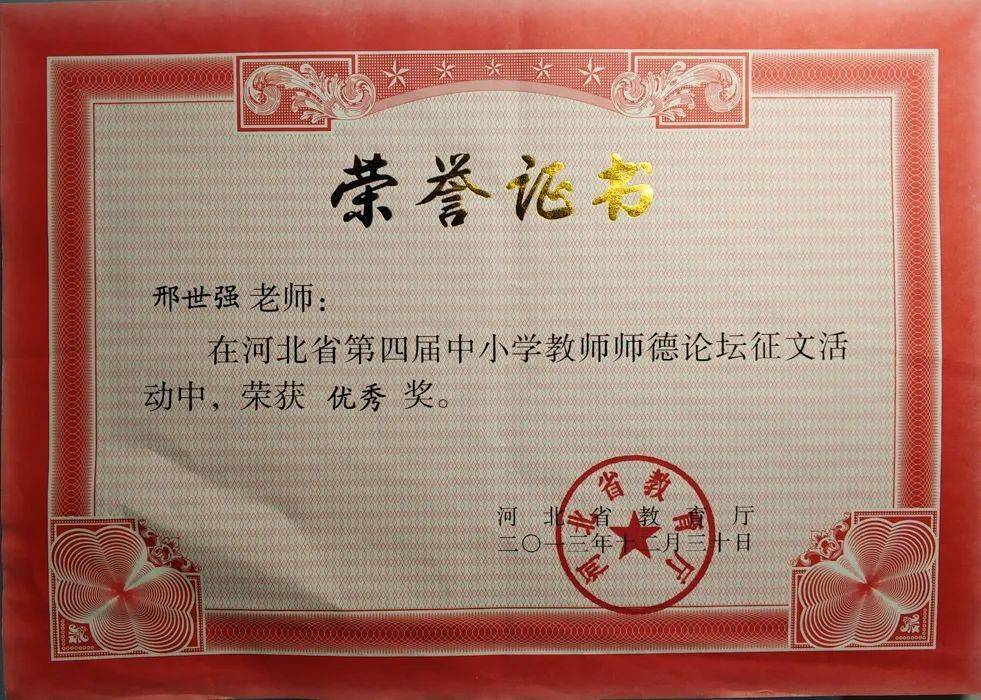 荣誉证书
邢世强 老师：
在河北省第四届中小学教师师德论坛征文活
动中，荣获 优秀 奖。
河北省教育厅
二〇一三年十二月三十日
河北省教育厅